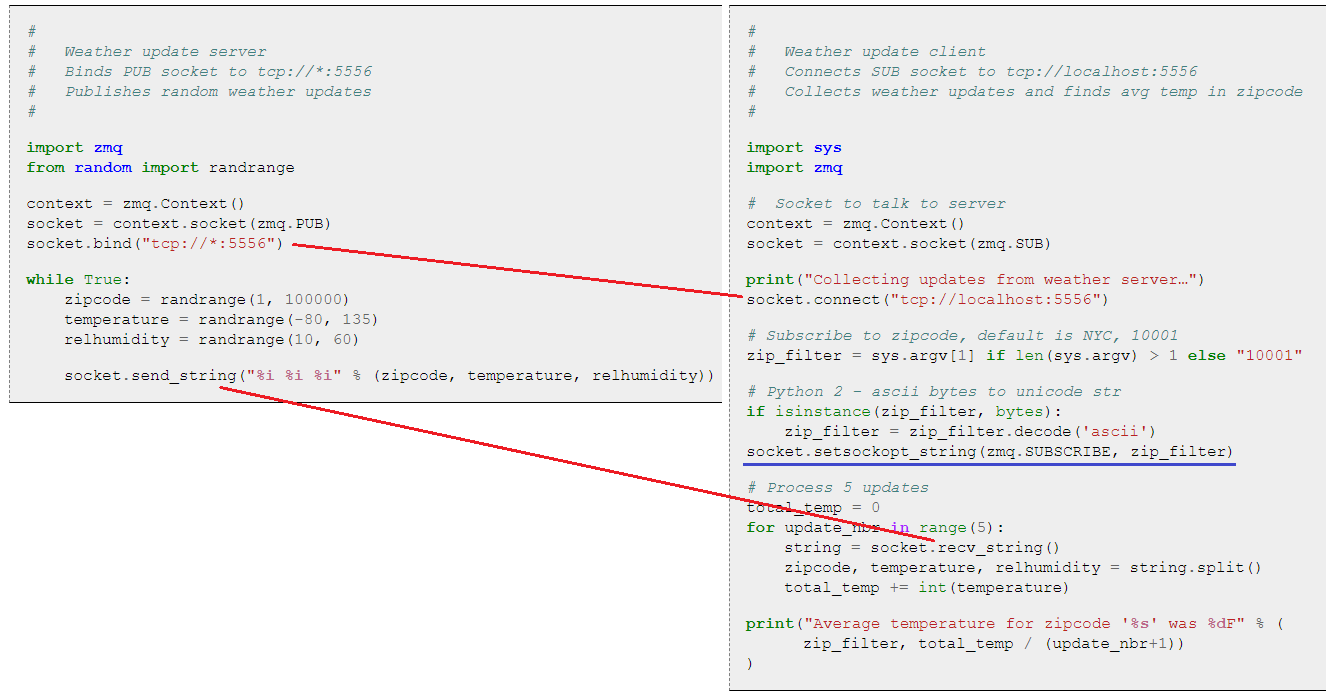 #
#   Weather update server
#   Binds PUB socket to tcp://*:5556
#   Publishes random weather updates
#
import zmq
from random import randrange
context = zmq.Context()
socket = context.socket(zmq.PUB)
socket.bind("tcp://*:5556")
while True:
    zipcode = randrange(1, 100000)
    temperature = randrange(-80, 135)
    relhumidity = randrange(10, 60)
    socket.send_string("%i %i %i" % (zipcode, temperature, relhumidity))
#
#   Weather update client
#   Connects SUB socket to tcp://localhost:5556
#   Collects weather updates and finds avg temp in zipcode
#
import sys
import zmq
#  Socket to talk to server
context = zmq.Context()
socket = context.socket(zmq.SUB)
print("Collecting updates from weather server…")
socket.connect("tcp://localhost:5556")
# Subscribe to zipcode, default is NYC, 10001
zip_filter = sys.argv[1] if len(sys.argv) > 1 else "10001"
# Python 2 - ascii bytes to unicode str
if isinstance(zip_filter, bytes):
    zip_filter = zip_filter.decode('ascii')
socket.setsockopt_string(zmq.SUBSCRIBE, zip_filter)
# Process 5 updates
total_temp = 0
for update_nbr in range(5):
    string = socket.recv_string()
    zipcode, temperature, relhumidity = string.split()
    total_temp += int(temperature)
print("Average temperature for zipcode '%s' was %dF" % (
      zip_filter, total_temp / (update_nbr+1))
)